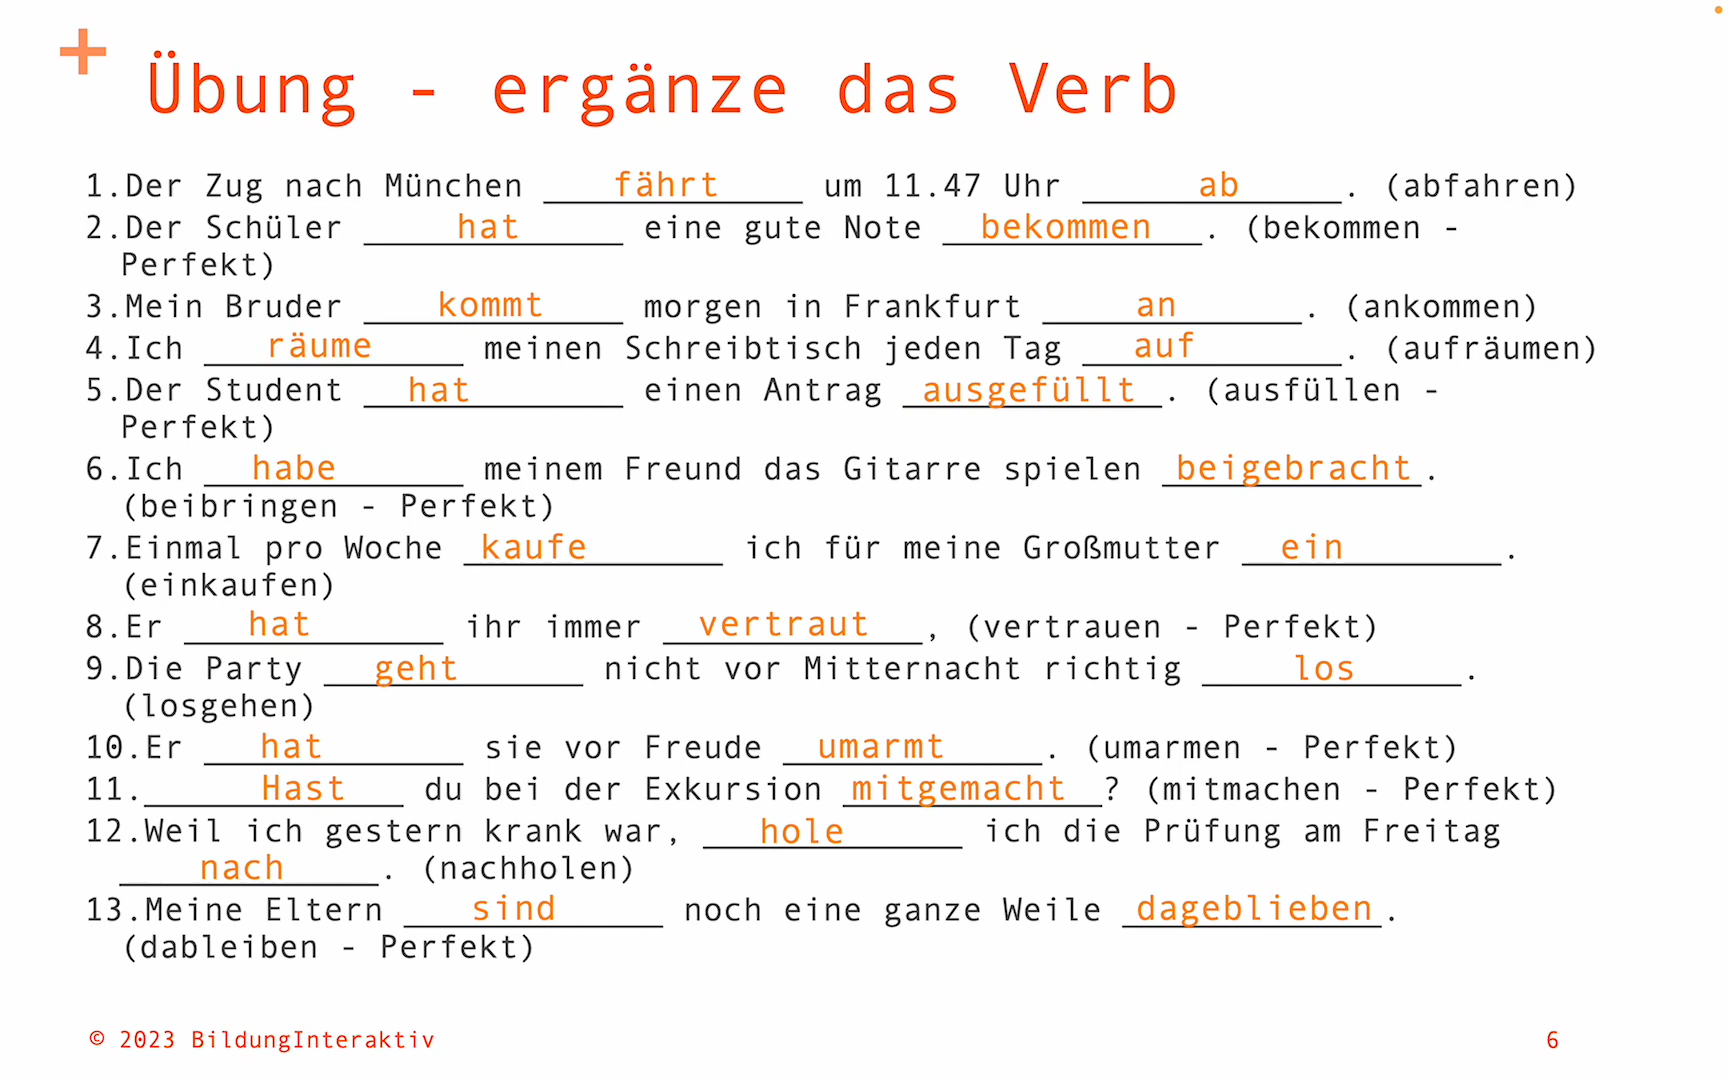 Übung - ergänze das Verb
1.Der Zug nach München fährt um 11.47 Uhr ab. (abfahren)
2.Der Schüler hat eine gute Note bekommen. (bekommen -
Perfekt)
3.Mein Bruder kommt morgen in Frankfurt an. (ankommen)
4.Ich räume meinen Schreibtisch jeden Tag auf. (aufräumen)
5.Der Student hat einen Antrag ausgefüllt. (ausfüllen -
Perfekt)
6.Ich habe meinem Freund das Gitarre spielen beigebracht.
(beibringen - Perfekt)
7.Einmal pro Woche kaufe ich für meine Großmutter ein.
(einkaufen)
8.Er hat ihr immer vertraut, (vertrauen - Perfekt)
9.Die Party geht nicht vor Mitternacht richtig los.
(losgehen)
10.Er hat sie vor Freude umarmt. (umarmen - Perfekt)
11.Hast du bei der Exkursion mitgemacht? (mitmachen - Perfekt)
12.Weil ich gestern krank war, hole ich die Prüfung am Freitag
nach. (nachholen)
13.Meine Eltern sind noch eine ganze Weile dageblieben.
(dableiben - Perfekt)
© 2023 BildungInteraktiv 6